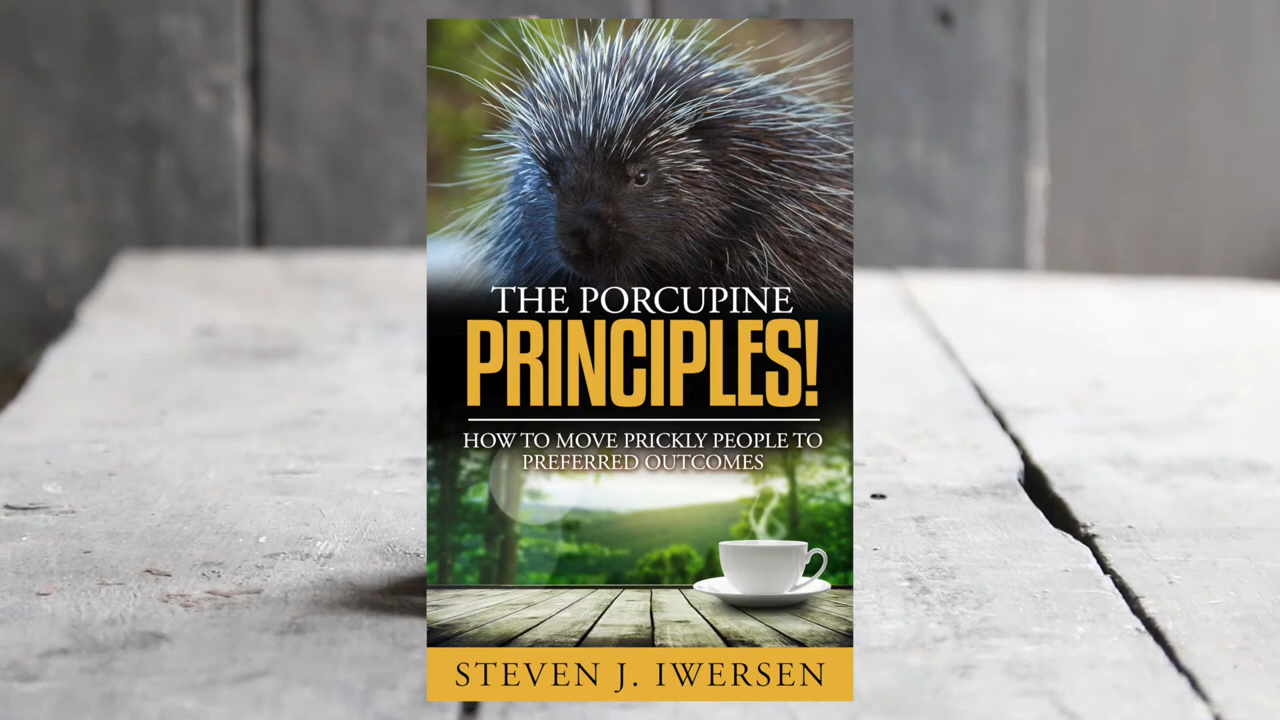 THE PORCUPINE
PRINCIPLES!
HOW TO MOVE PRICKLY PEOPLE TO
PREFERRED OUTCOMES
STEVEN J. IWERSEN